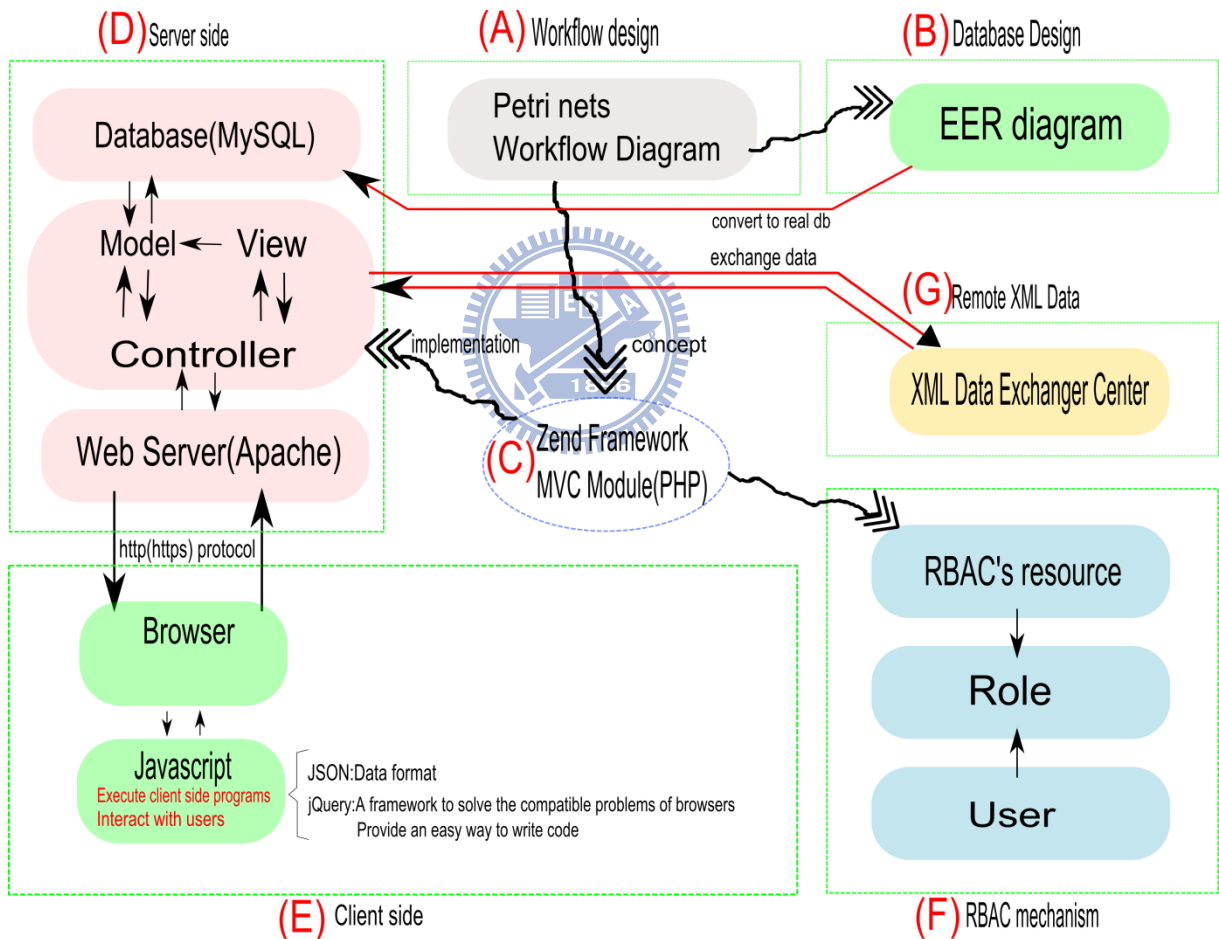 (D) Server side
(A) Workflow design
(B) Database Design
Database(MySQL)
Petri nets
Workflow Diagram
EER diagram
convert to real db
Model
View
exchange data
(G) Remote XML Data
Controller
implementation
concept
E S A
1896
XML Data Exchanger Center
Web Server(Apache)
(C) Zend Framework
MVC Module(PHP)
http(https) protocol
RBAC's resource
Browser
Role
Javascript
Execute client side programs
Interact with users
JSON:Data format
jQuery:A framework to solve the compatible problems of browsers
Provide an easy way to write code
User
(E) Client side
(F) RBAC mechanism